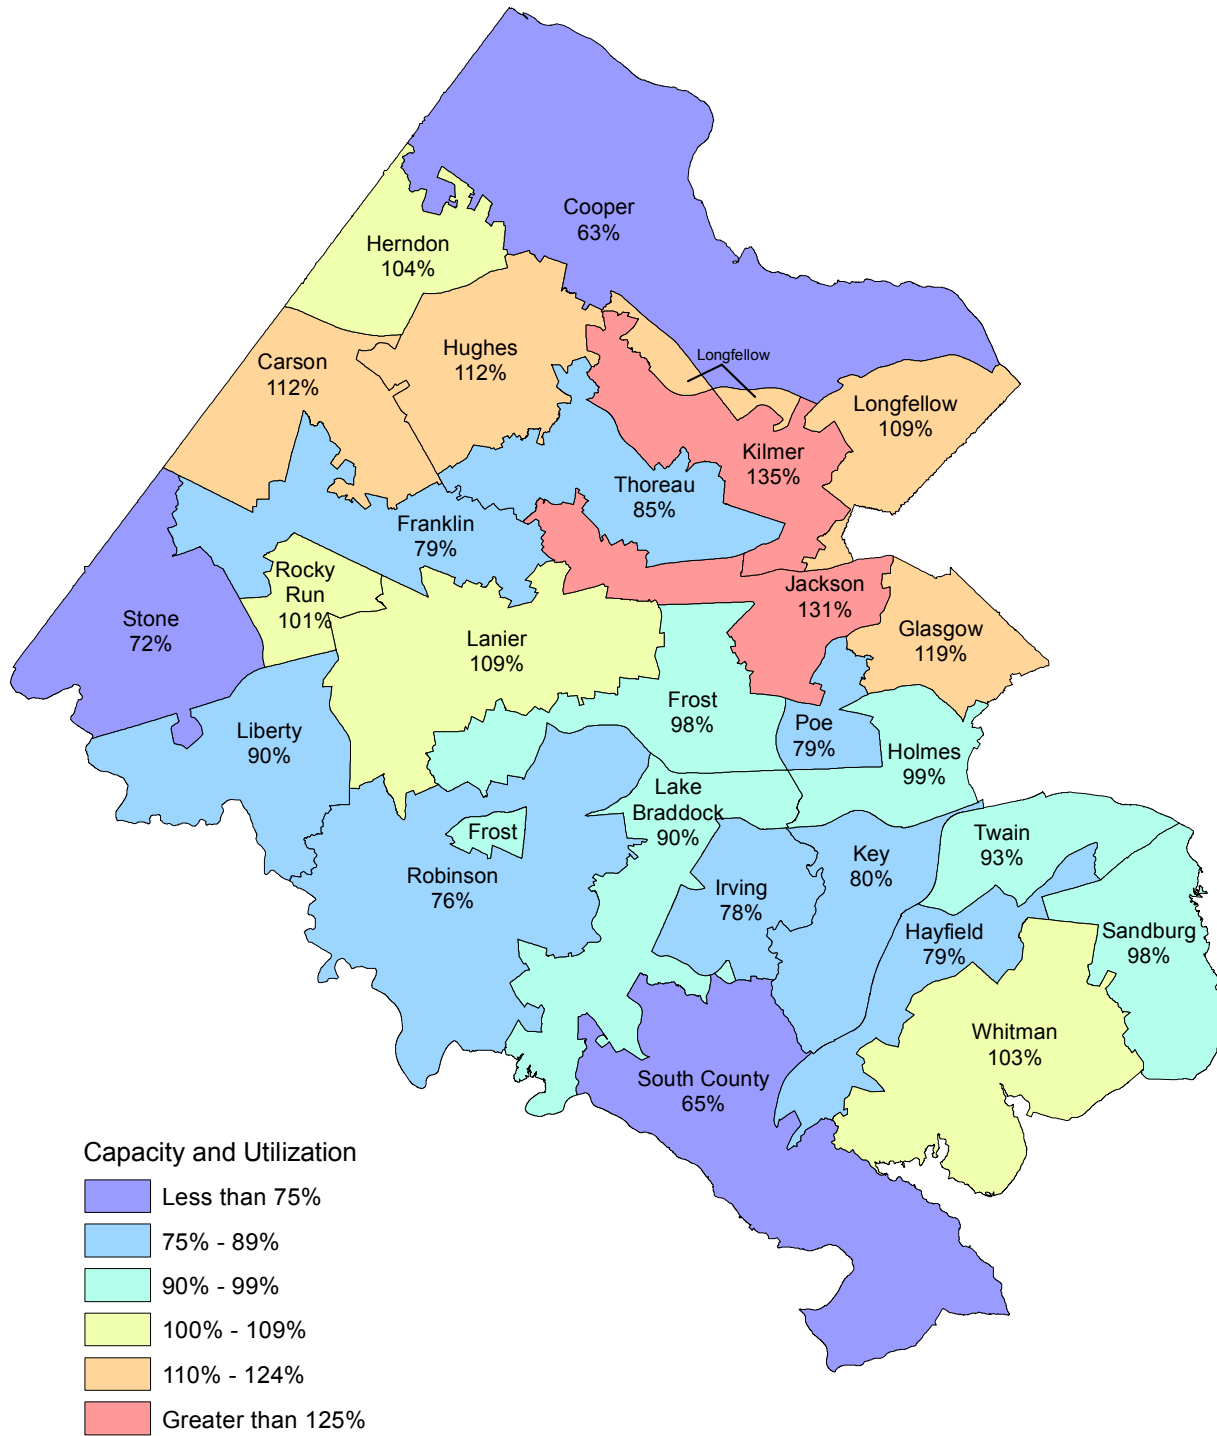 Cooper
63%
Herndon
104%
Hughes
112%
Longfellow
Carson
112%
Longfellow
109%
Kilmer
135%
Thoreau
85%
Franklin
79%
Rocky
Run
101%
Jackson
131%
Stone
72%
Lanier
109%
Glasgow
119%
Frost
98%
Liberty
90%
Poe
79%
Holmes
99%
Lake
Braddock
90%
Frost
Twain
93%
Robinson
76%
Irving
78%
Key
80%
Hayfield
79%
Sandburg
98%
Whitman
103%
South County
65%
Capacity and Utilization
Less than 75%
75% - 89%
90% - 99%
100% - 109%
110% - 124%
Greater than 125%